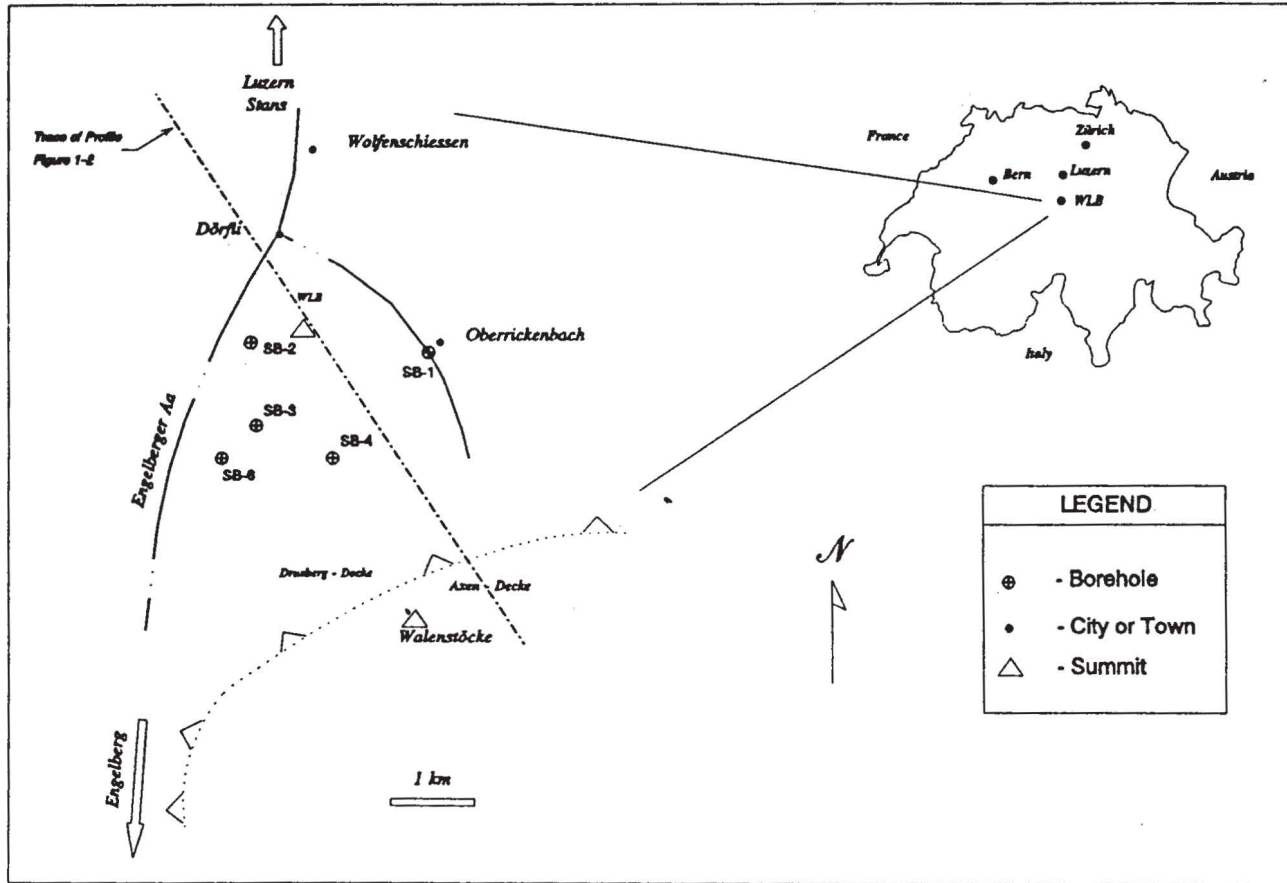 Luzern
Stans
Trace of Profile
Figure 1-2
Wolfenschiessen
Dörfli
WLB
SB-2
Oberrickenbach
SB-1
SB-3
SB-4
SB-6
Engelberger Aa
Drusberg - Decke
Axen - Decke
Walenstöcke
Engelberg
1 km
France
Zürich
Bern
Luzern
Austria
WLB
Italy
N
LEGEND
- Borehole
- City or Town
- Summit